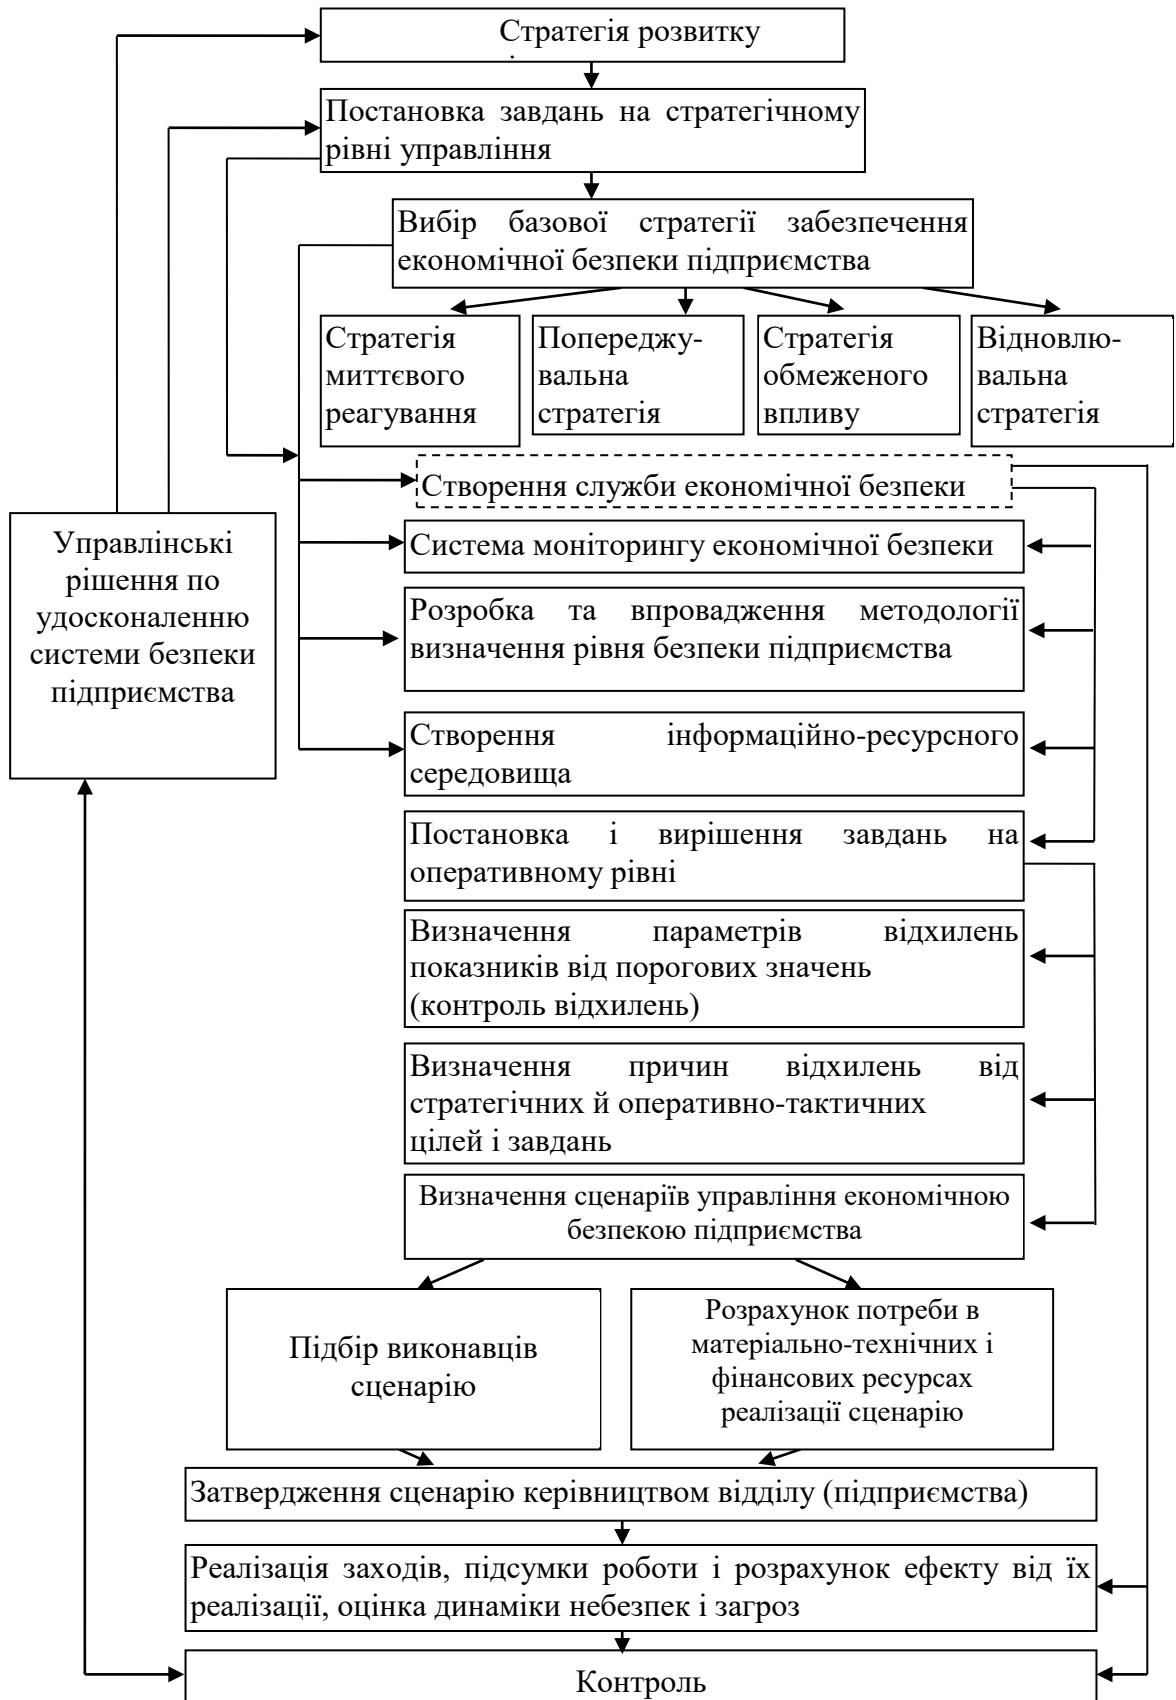 Стратегія розвитку
Постановка завдань на стратегічному
рівні управління
Вибір базової стратегії забезпечення
економічної безпеки підприємства
Стратегія
миттєвого
реагування
Попереджу-
вальна
стратегія
Стратегія
обмеженого
впливу
Відновлю-
вальна
стратегія
Створення служби економічної безпеки
Управлінські
рішення по
удосконаленню
системи безпеки
підприємства
Система моніторингу економічної безпеки
Розробка та впровадження методології
визначення рівня безпеки підприємства
Створення інформаційно-ресурсного
середовища
Постановка і вирішення завдань на
оперативному рівні
Визначення параметрів відхилень
показників від порогових значень
(контроль відхилень)
Визначення причин відхилень від
стратегічних й оперативно-тактичних
цілей і завдань
Визначення сценаріїв управління економічною
безпекою підприємства
Підбір виконавців
сценарію
Розрахунок потреби в
матеріально-технічних і
фінансових ресурсах
реалізації сценарію
Затвердження сценарію керівництвом відділу (підприємства)
Реалізація заходів, підсумки роботи і розрахунок ефекту від їх
реалізації, оцінка динаміки небезпек і загроз
Контроль